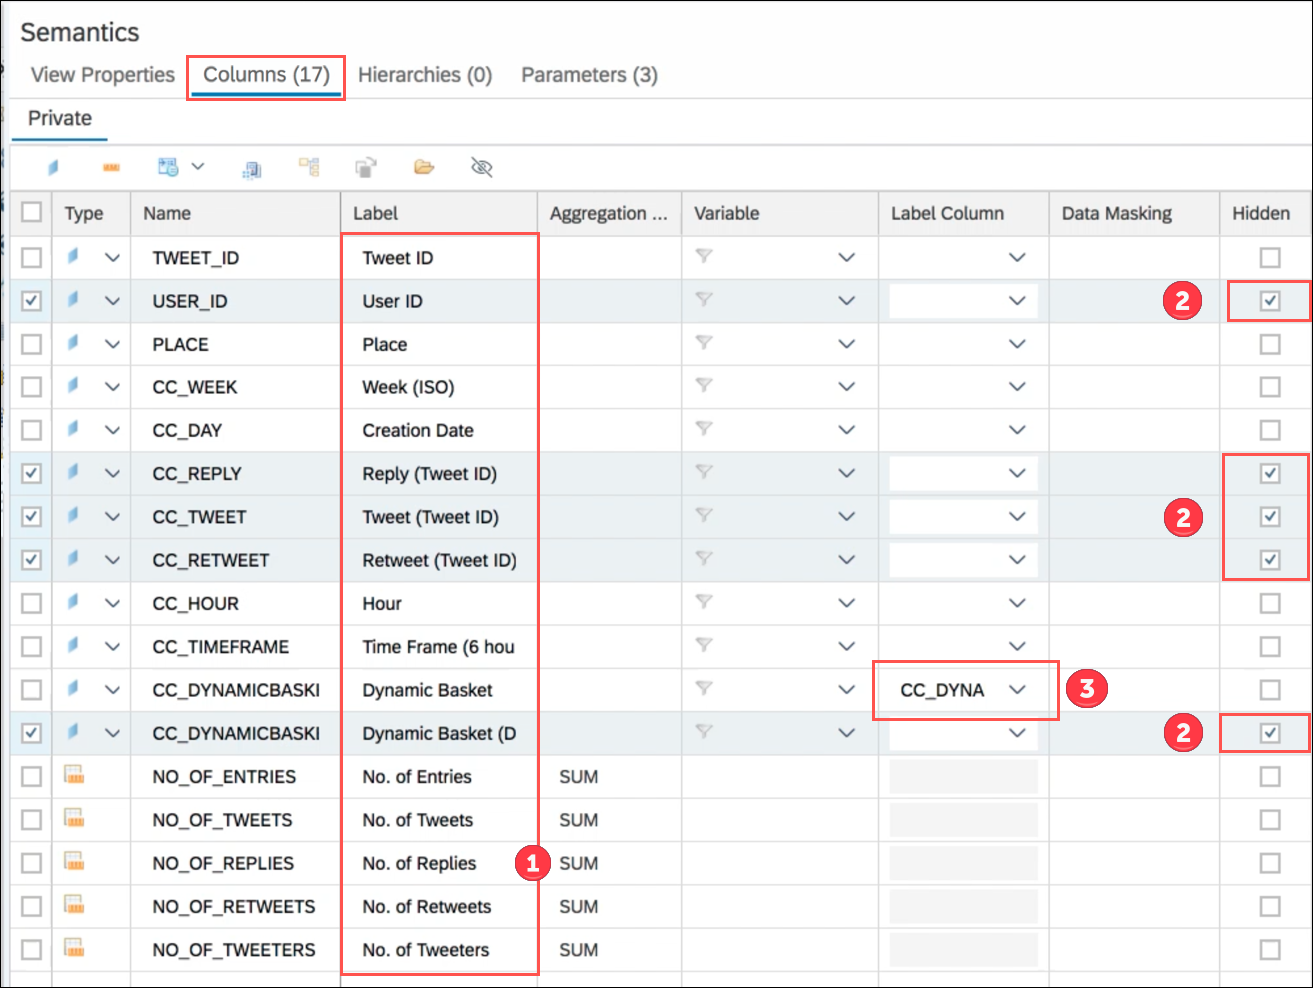 Semantics
View Properties Columns (17) Hierarchies (0) Parameters (3)
Private
Type Name Label Aggregation ... Variable Label Column Data Masking Hidden
TWEET_ID Tweet ID
USER_ID User ID 2
PLACE Place
CC_WEEK Week (ISO)
CC_DAY Creation Date
CC_REPLY Reply (Tweet ID)
CC_TWEET Tweet (Tweet ID) 2
CC_RETWEET Retweet (Tweet ID)
CC_HOUR Hour
CC_TIMEFRAME Time Frame (6 hou
CC_DYNAMICBASKI Dynamic Basket CC_DYNA 3
CC_DYNAMICBASKI Dynamic Basket (D 2
NO_OF_ENTRIES No. of Entries SUM
NO_OF_TWEETS No. of Tweets SUM
NO_OF_REPLIES No. of Replies 1 SUM
NO_OF_RETWEETS No. of Retweets SUM
NO_OF_TWEETERS No. of Tweeters SUM